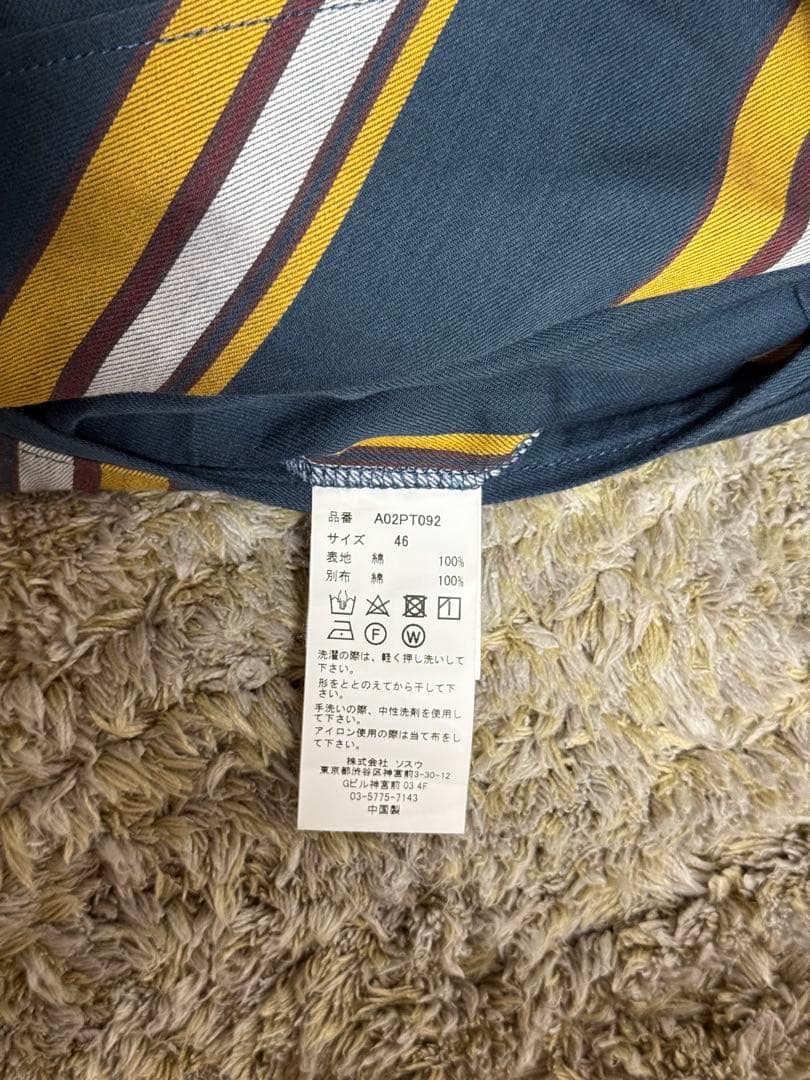 品番 A02PT092
サイズ 46
表地 綿 100%
別布 綿 100%
F W
洗濯の際は、軽く押し洗いして
下さい。
形をととのえてから干して下
さい。
手洗いの際、中性洗剤を使用し
て下さい。
アイロン使用の際は当て布をし
て下さい。
株式会社 ソスウ
東京都渋谷区神宮前3-30-12
Gビル神宮前 03 4F
03-5775-7143
中国製